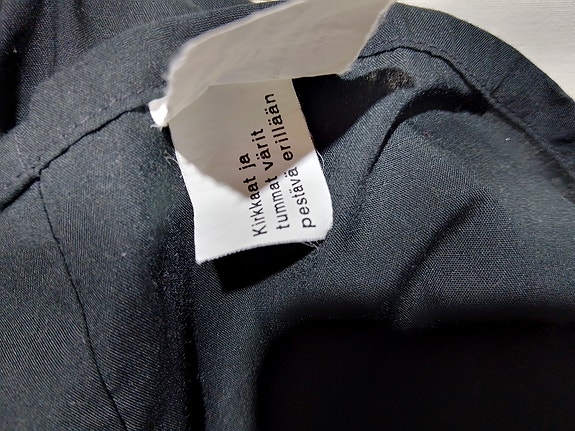 Kirkkaat ja
tummat värit
pestävä erillään